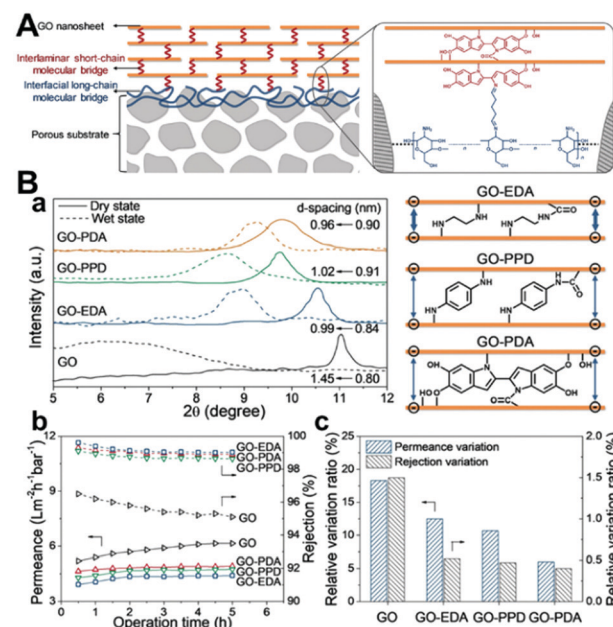 A
GO nanosheet
Interlaminar short-chain
molecular bridge
Interfacial long-chain
molecular bridge
Porous substrate
B
a
Dry state
Wet state
d-spacing (nm)
GO-PDA
0.96 ← 0.90
GO-PPD
1.02 ← 0.91
GO-EDA
0.99 ← 0.84
GO
1.45 ← 0.80
Intensity (a.u.)
5 6 7 8 9 10 11 12
2θ (degree)
GO-EDA
GO-PPD
GO-PDA
b
Permeance (Lm⁻²h⁻¹bar⁻¹)
12
9
6
3
GO-EDA
GO-PDA
GO-PPD
GO
GO
GO-PDA
GO-PPD
GO-EDA
100
98
96
94
92
90
Rejection (%)
0 1 2 3 4 5 6
Operation time (h)
c
Relative variation ratio (%)
25
20
15
10
5
0
Permeance variation
Rejection variation
2.0
1.5
1.0
0.5
0.0
Relative variation ratio (%)
GO GO-EDA GO-PPD GO-PDA